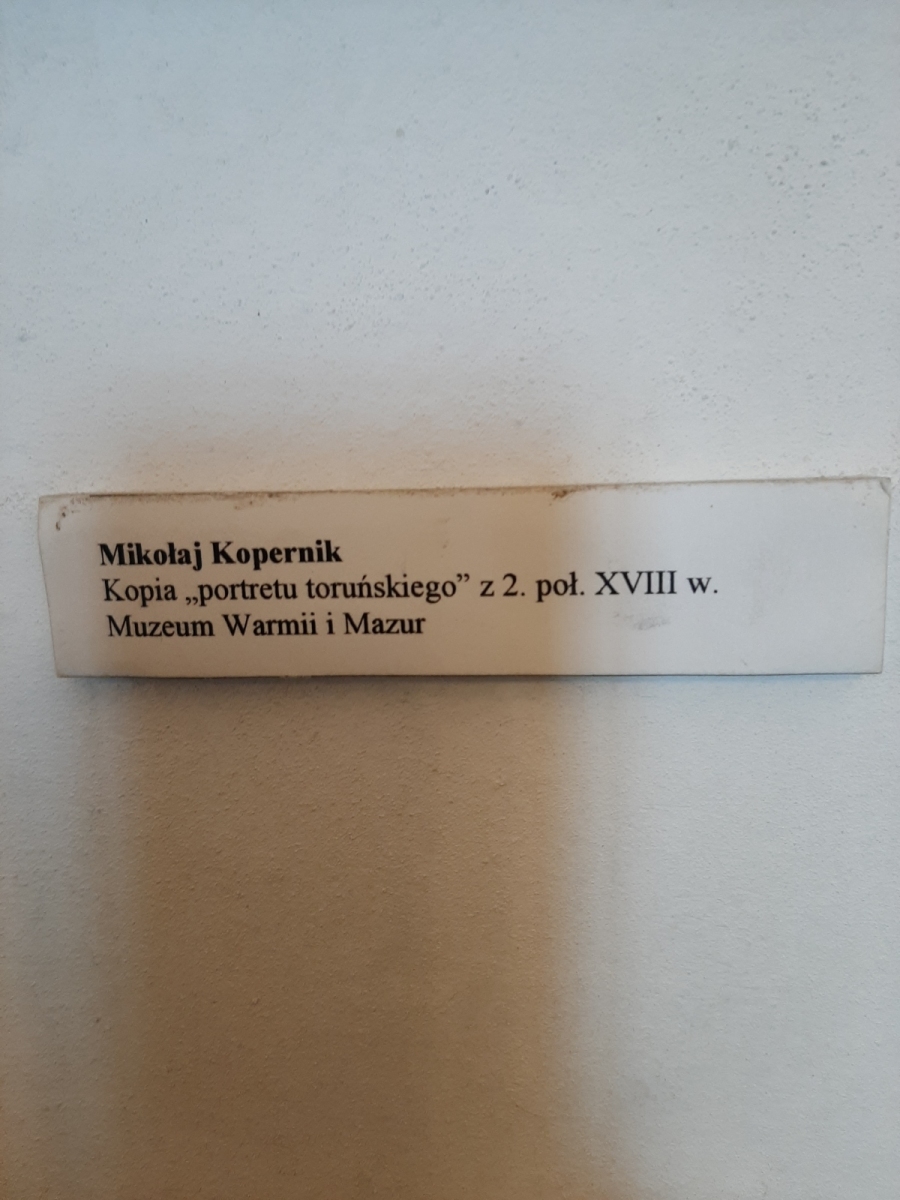 Mikołaj Kopernik
Kopia „portretu toruńskiego” z 2. poł. XVIII w.
Muzeum Warmii i Mazur